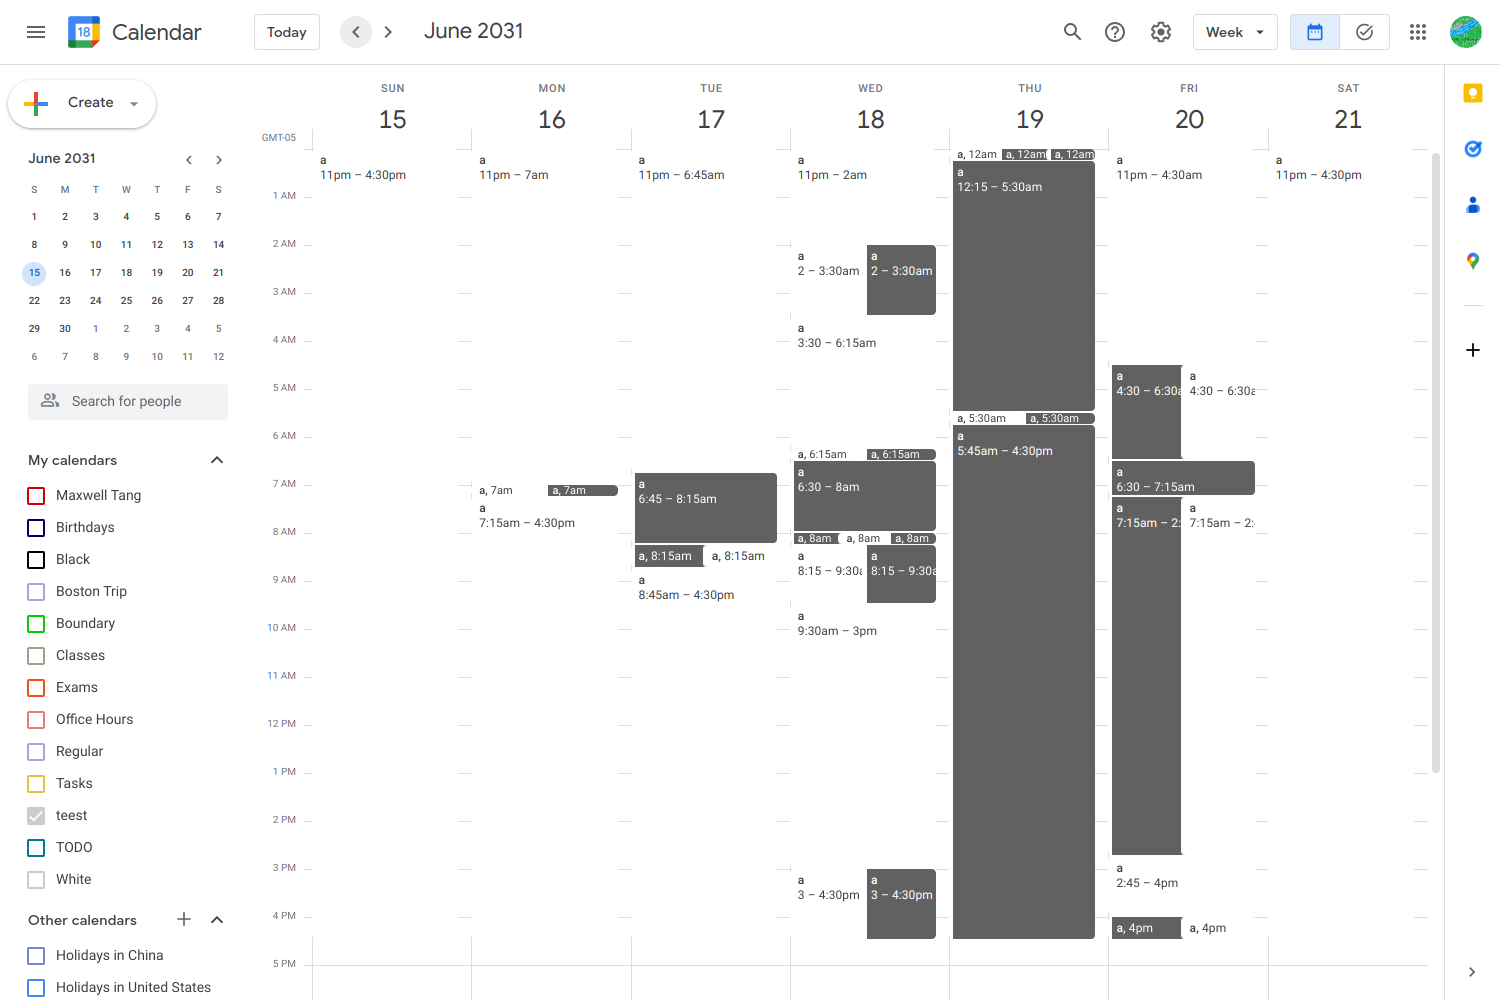 18 Calendar Today June 2031 Week
Create
June 2031
S M T W T F S
1 2 3 4 5 6 7
8 9 10 11 12 13 14
15 16 17 18 19 20 21
22 23 24 25 26 27 28
29 30 1 2 3 4 5
6 7 8 9 10 11 12
Search for people
My calendars
Maxwell Tang
Birthdays
Black
Boston Trip
Boundary
Classes
Exams
Office Hours
Regular
Tasks
teest
TODO
White
Other calendars
Holidays in China
Holidays in United States
GMT-05
1 AM
2 AM
3 AM
4 AM
5 AM
6 AM
7 AM
8 AM
9 AM
10 AM
11 AM
12 PM
1 PM
2 PM
3 PM
4 PM
5 PM
SUN
15
a
11pm – 4:30pm
MON
16
a
11pm – 7am
a, 7am
a, 7am
a
7:15am – 4:30pm
TUE
17
a
11pm – 6:45am
a
6:45 – 8:15am
a, 8:15am
a, 8:15am
a
8:45am – 4:30pm
WED
18
a
11pm – 2am
a
2 – 3:30am
a
2 – 3:30am
a
3:30 – 6:15am
a, 6:15am
a, 6:15am
a
6:30 – 8am
a, 8am
a, 8am
a, 8am
a
8:15 – 9:30a
a
8:15 – 9:30a
a
9:30am – 3pm
a
3 – 4:30pm
a
3 – 4:30pm
THU
19
a, 12am
a, 12am
a, 12am
a
12:15 – 5:30am
a, 5:30am
a, 5:30am
a
5:45am – 4:30pm
FRI
20
a
11pm – 4:30am
a
4:30 – 6:30a
a
4:30 – 6:30a
a
6:30 – 7:15am
a
7:15am – 2:
a
7:15am – 2:
a
2:45 – 4pm
a, 4pm
a, 4pm
SAT
21
a
11pm – 4:30pm